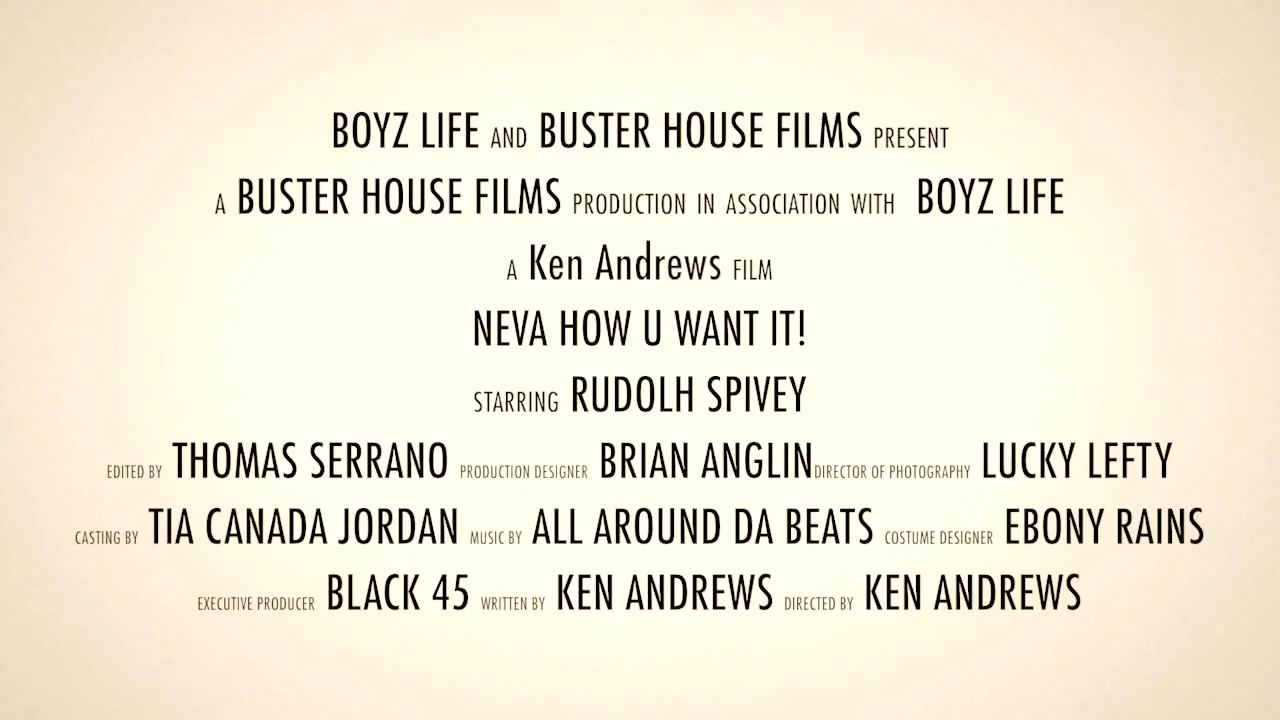 BOYZ LIFE AND BUSTER HOUSE FILMS PRESENT
A BUSTER HOUSE FILMS PRODUCTION IN ASSOCIATION WITH BOYZ LIFE
A Ken Andrews FILM
NEVA HOW U WANT IT!
STARRING RUDOLH SPIVEY
EDITED BY THOMAS SERRANO PRODUCTION DESIGNER BRIAN ANGLIN DIRECTOR OF PHOTOGRAPHY LUCKY LEFTY
CASTING BY TIA CANADA JORDAN MUSIC BY ALL AROUND DA BEATS COSTUME DESIGNER EBONY RAINS
EXECUTIVE PRODUCER BLACK 45 WRITTEN BY KEN ANDREWS DIRECTED BY KEN ANDREWS